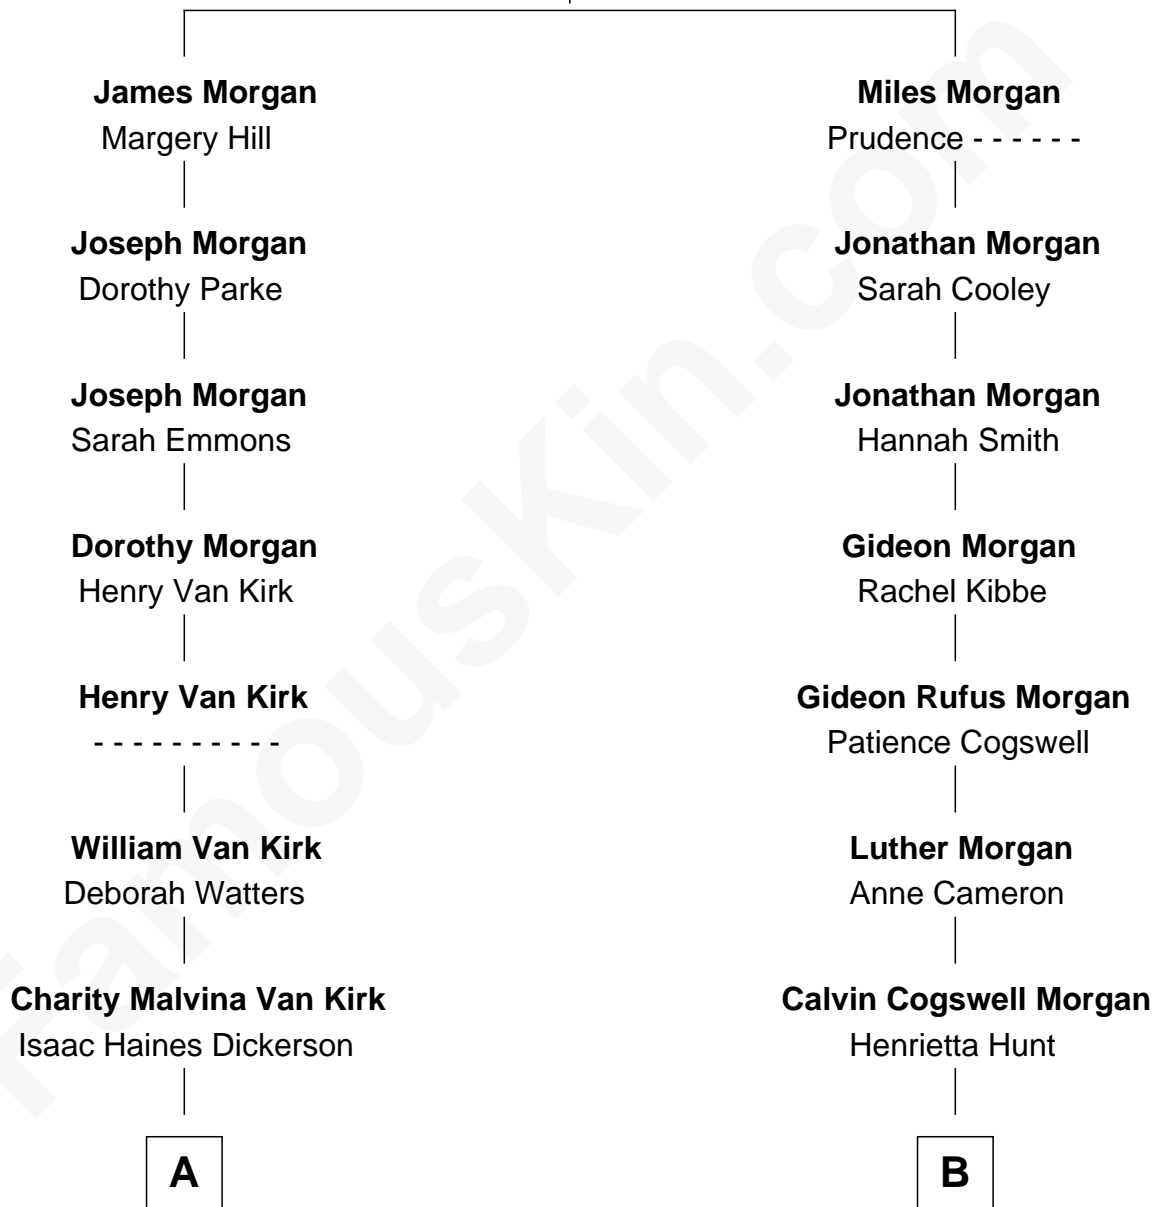 James Morgan
Margery Hill
Joseph Morgan
Dorothy Parke
Joseph Morgan
Sarah Emmons
Dorothy Morgan
Henry Van Kirk
Henry Van Kirk
- - - - - - - - - -
William Van Kirk
Deborah Watters
Charity Malvina Van Kirk
Isaac Haines Dickerson
A
Miles Morgan
Prudence - - - - - -
Jonathan Morgan
Sarah Cooley
Jonathan Morgan
Hannah Smith
Gideon Morgan
Rachel Kibbe
Gideon Rufus Morgan
Patience Cogswell
Luther Morgan
Anne Cameron
Calvin Cogswell Morgan
Henrietta Hunt
B
FamousKin.com